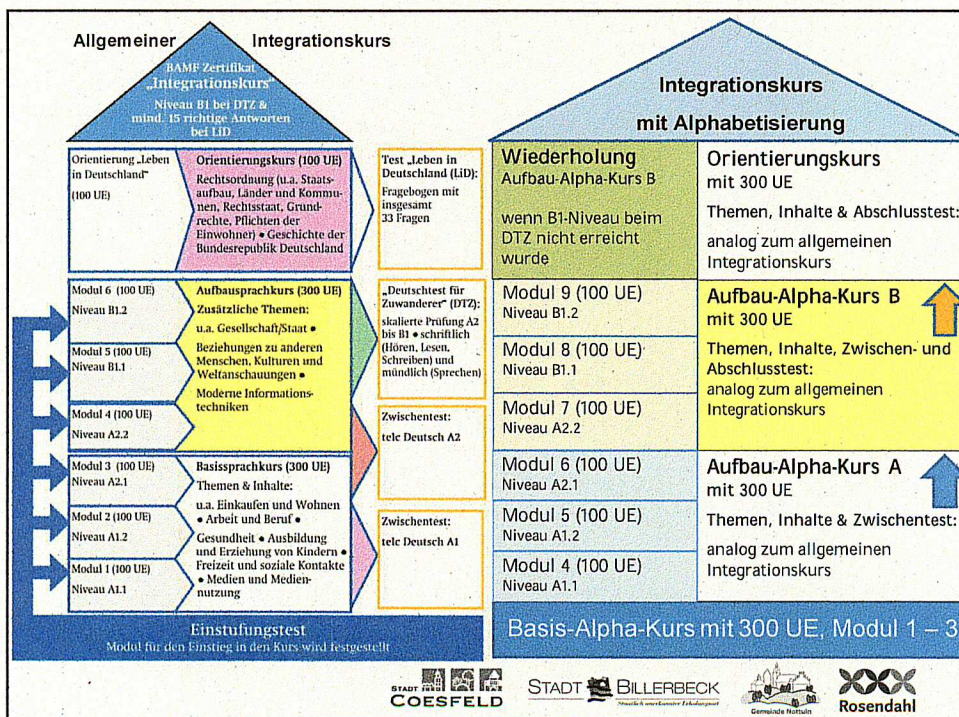 Allgemeiner Integrationskurs
BAMF Zertifikat
„Integrationskurs"
Niveau B1 bei DTZ &
mind. 15 richtige Antworten
bei LiD
Orientierung „Leben
in Deutschland"
(100 UE)
Orientierungskurs (100 UE)
Rechtsordnung (u.a. Staats-
aufbau, Länder und Kommu-
nen, Rechtsstaat, Grund-
rechte, Pflichten der
Einwohner) • Geschichte der
Bundesrepublik Deutschland
Test „Leben in
Deutschland (LiD):
Fragebogen mit
insgesamt
33 Fragen
Modul 6 (100 UE)
Niveau B1.2
Modul 5 (100 UE)
Niveau B1.1
Modul 4 (100 UE)
Niveau A2.2
Aufbausprachkurs (300 UE)
Zusätzliche Themen:
u.a. Gesellschaft/Staat •
Beziehungen zu anderen
Menschen, Kulturen und
Weltanschauungen •
Moderne Informations-
techniken
„Deutschtest für
Zuwanderer" (DTZ):
skalierte Prüfung A2
bis B1 • schriftlich
(Hören, Lesen,
Schreiben) und
mündlich (Sprechen)
Zwischentest:
telc Deutsch A2
Modul 3 (100 UE)
Niveau A2.1
Modul 2 (100 UE)
Niveau A1.2
Modul 1 (100 UE)
Niveau A1.1
Basissprachkurs (300 UE)
Themen & Inhalte:
u.a. Einkaufen und Wohnen
• Arbeit und Beruf •
Gesundheit • Ausbildung
und Erziehung von Kindern •
Freizeit und soziale Kontakte
• Medien und Medien-
nutzung
Zwischentest:
telc Deutsch A1
Einstufungstest
Modul für den Einstieg in den Kurs wird festgestellt
Integrationskurs
mit Alphabetisierung
Wiederholung
Aufbau-Alpha-Kurs B
wenn B1-Niveau beim
DTZ nicht erreicht
wurde
Orientierungskurs
mit 300 UE
Themen, Inhalte & Abschlusstest:
analog zum allgemeinen
Integrationskurs
Modul 9 (100 UE)
Niveau B1.2
Modul 8 (100 UE)
Niveau B1.1
Modul 7 (100 UE)
Niveau A2.2
Aufbau-Alpha-Kurs B
mit 300 UE
Themen, Inhalte, Zwischen- und
Abschlusstest:
analog zum allgemeinen
Integrationskurs
Modul 6 (100 UE)
Niveau A2.1
Modul 5 (100 UE)
Niveau A1.2
Modul 4 (100 UE)
Niveau A1.1
Aufbau-Alpha-Kurs A
mit 300 UE
Themen, Inhalte & Zwischentest:
analog zum allgemeinen
Integrationskurs
Basis-Alpha-Kurs mit 300 UE, Modul 1 – 3
STADT
COESFELD
STADT BILLERBECK
Staatlich anerkannter Erholungsort
Gemeinde Nottuln
Rosendahl